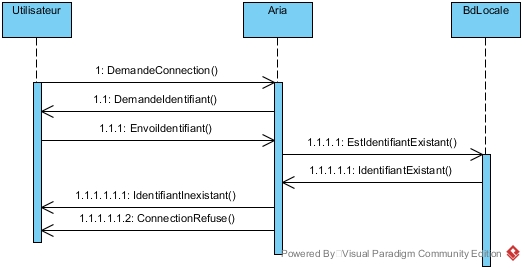 Utilisateur
Aria
BdLocale
1: DemandeConnection()
1.1: DemandeIdentifiant()
1.1.1: EnvoiIdentifiant()
1.1.1.1: EstIdentifiantExistant()
1.1.1.1.1: IdentifiantExistant()
1.1.1.1.1.1: IdentifiantInexistant()
1.1.1.1.1.2: ConnectionRefuse()
Powered By Visual Paradigm Community Edition